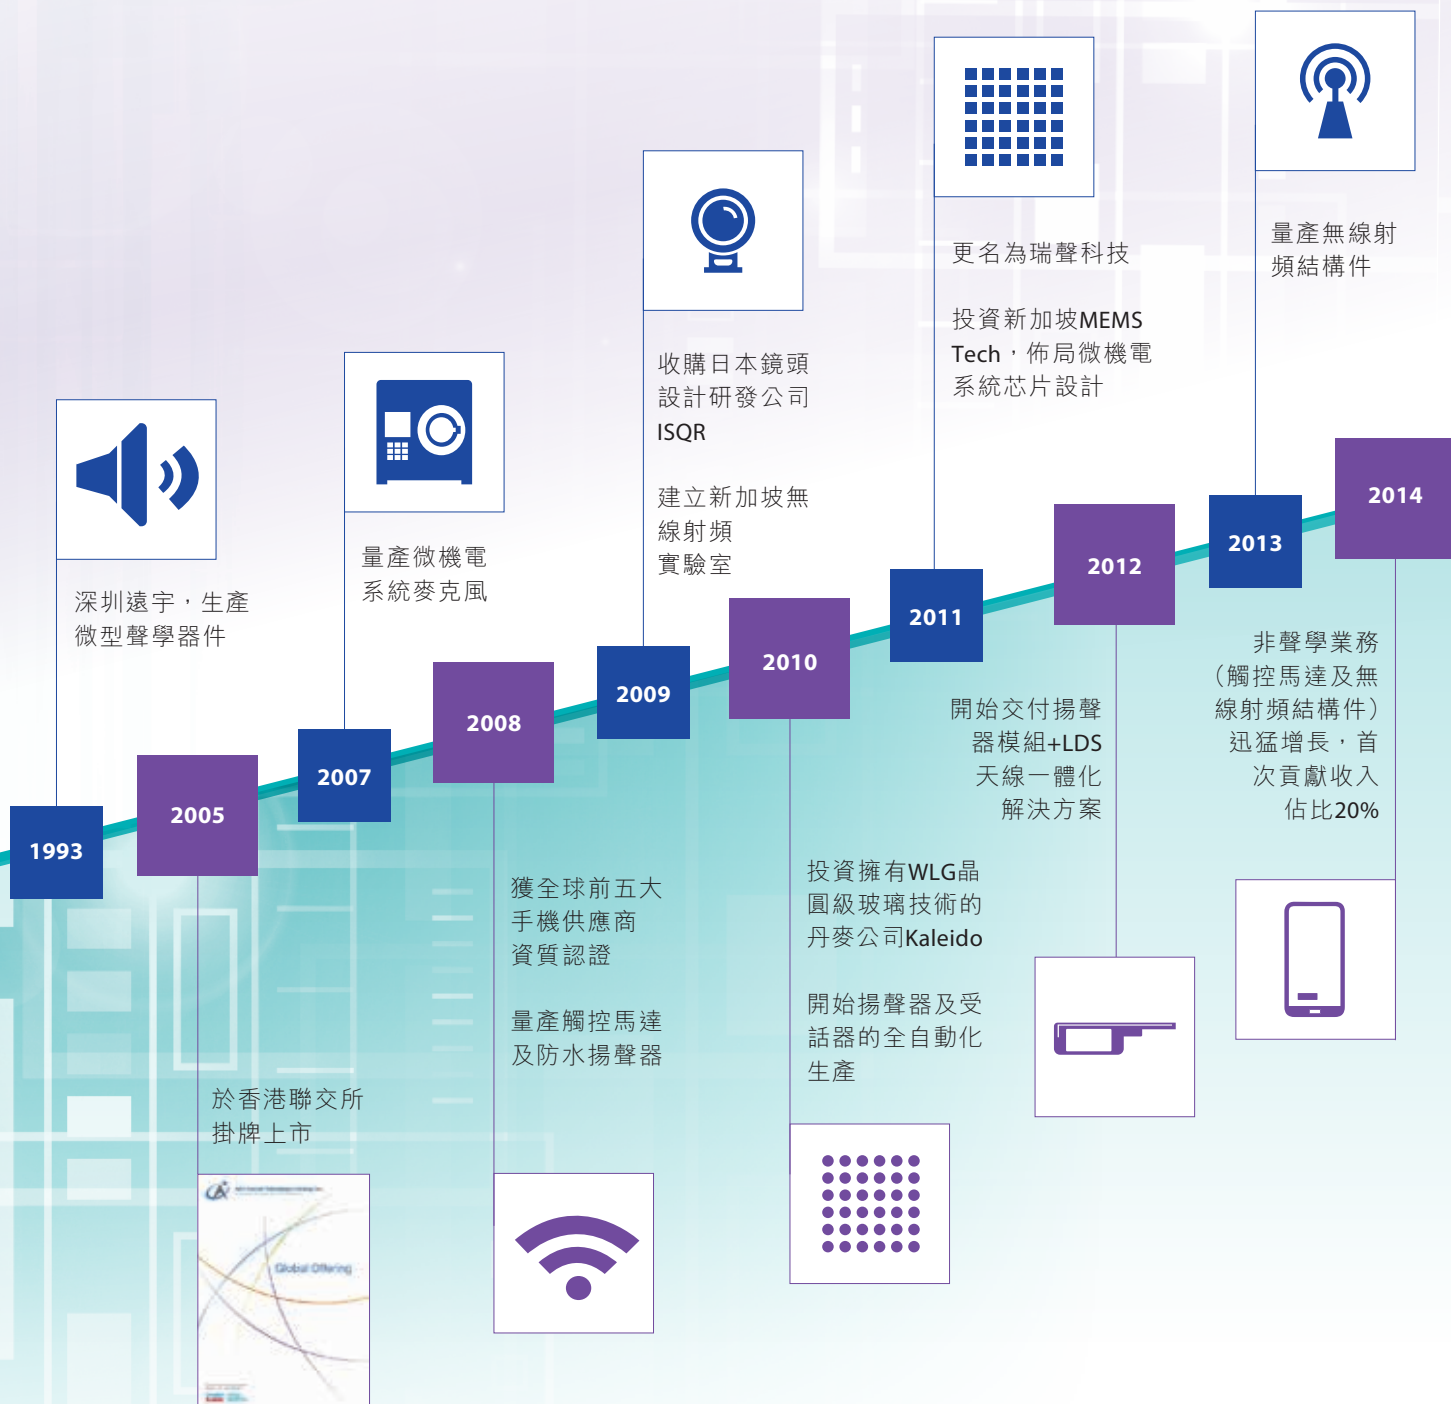 1993
深圳遠宇，生產
微型聲學器件
2005
於香港聯交所
掛牌上市
Global Offering
2007
量產微機電
系統麥克風
2008
獲全球前五大
手機供應商
資質認證
量產觸控馬達
及防水揚聲器
2009
收購日本鏡頭
設計研發公司
ISQR
建立新加坡無
線射頻
實驗室
2010
投資擁有WLG晶
圓級玻璃技術的
丹麥公司Kaleido
開始揚聲器及受
話器的全自動化
生產
2011
更名為瑞聲科技
投資新加坡MEMS
Tech，佈局微機電
系統芯片設計
2012
開始交付揚聲
器模組+LDS
天線一體化
解決方案
2013
量產無線射
頻結構件
2014
非聲學業務
（觸控馬達及無
線射頻結構件）
迅猛增長，首
次貢獻收入
佔比20%